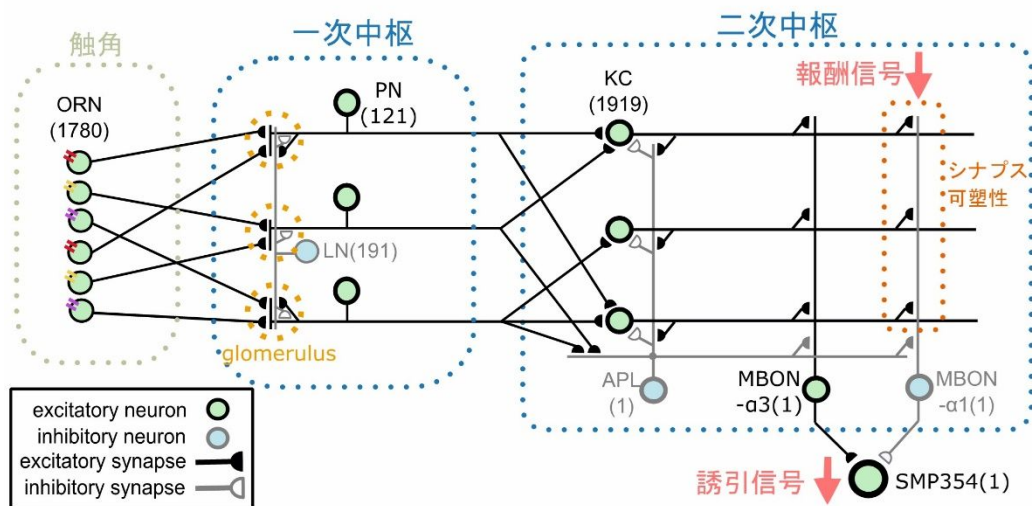 触角
一次中枢
二次中枢
ORN
(1780)
PN
(121)
KC
(1919)
報酬信号
シナプス
可塑性
LN(191)
glomerulus
APL
(1)
MBON
-α3(1)
MBON
-α1(1)
誘引信号
SMP354(1)
excitatory neuron
inhibitory neuron
excitatory synapse
inhibitory synapse